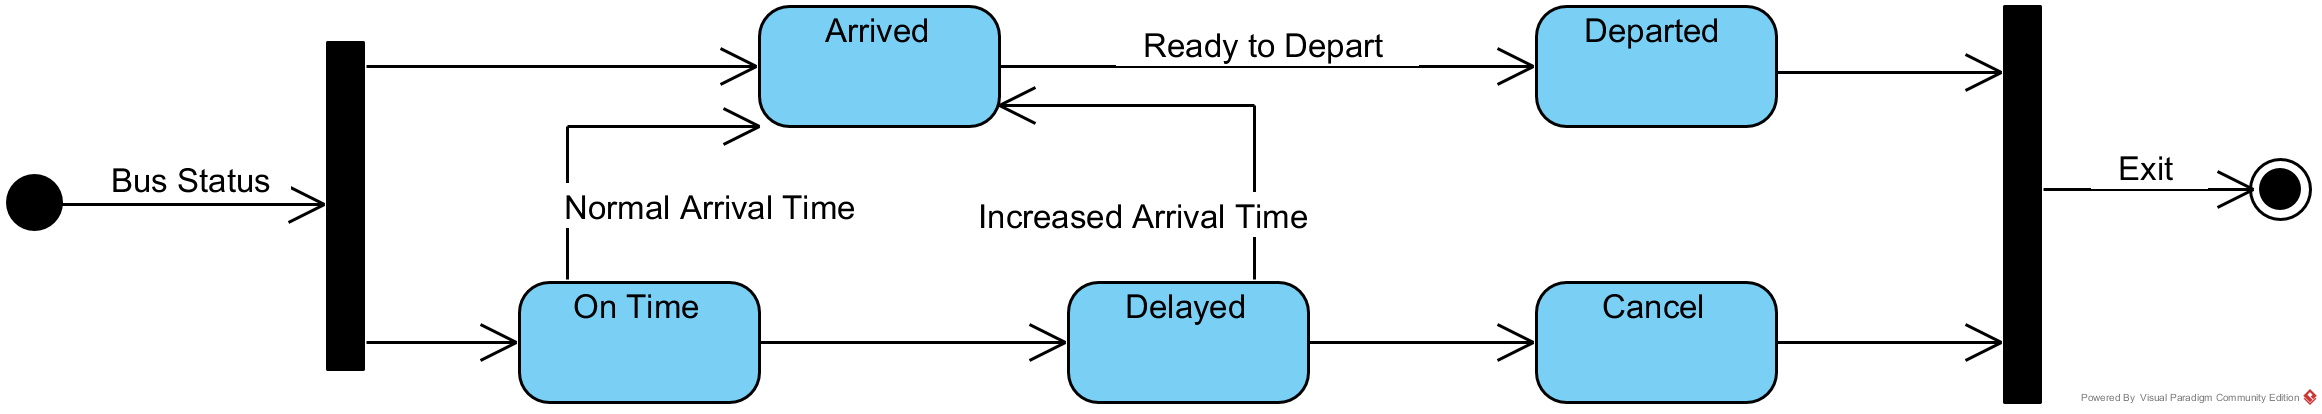 Arrived
Ready to Depart
Departed
Bus Status
Exit
Normal Arrival Time
Increased Arrival Time
On Time
Delayed
Cancel
Powered By Visual Paradigm Community Edition